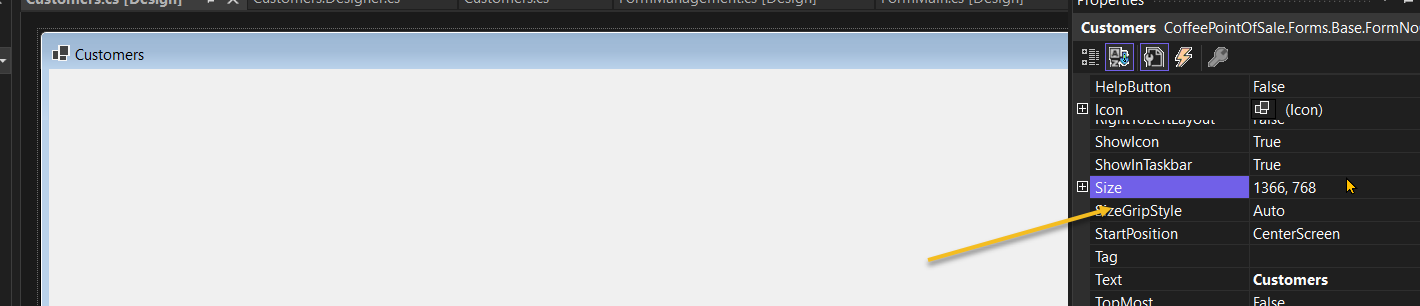 Customers.cs [Design]
Customers.Designer.cs
Customers.cs
FormManagement.cs [Design]
FormMain.cs [Design]
Customers
Properties
Customers CoffeePointOfSale.Forms.Base.FormNo
HelpButton False
Icon (Icon)
RightToLeftLayout False
ShowIcon True
ShowInTaskbar True
Size 1366, 768
SizeGripStyle Auto
StartPosition CenterScreen
Tag
Text Customers
TopMost False